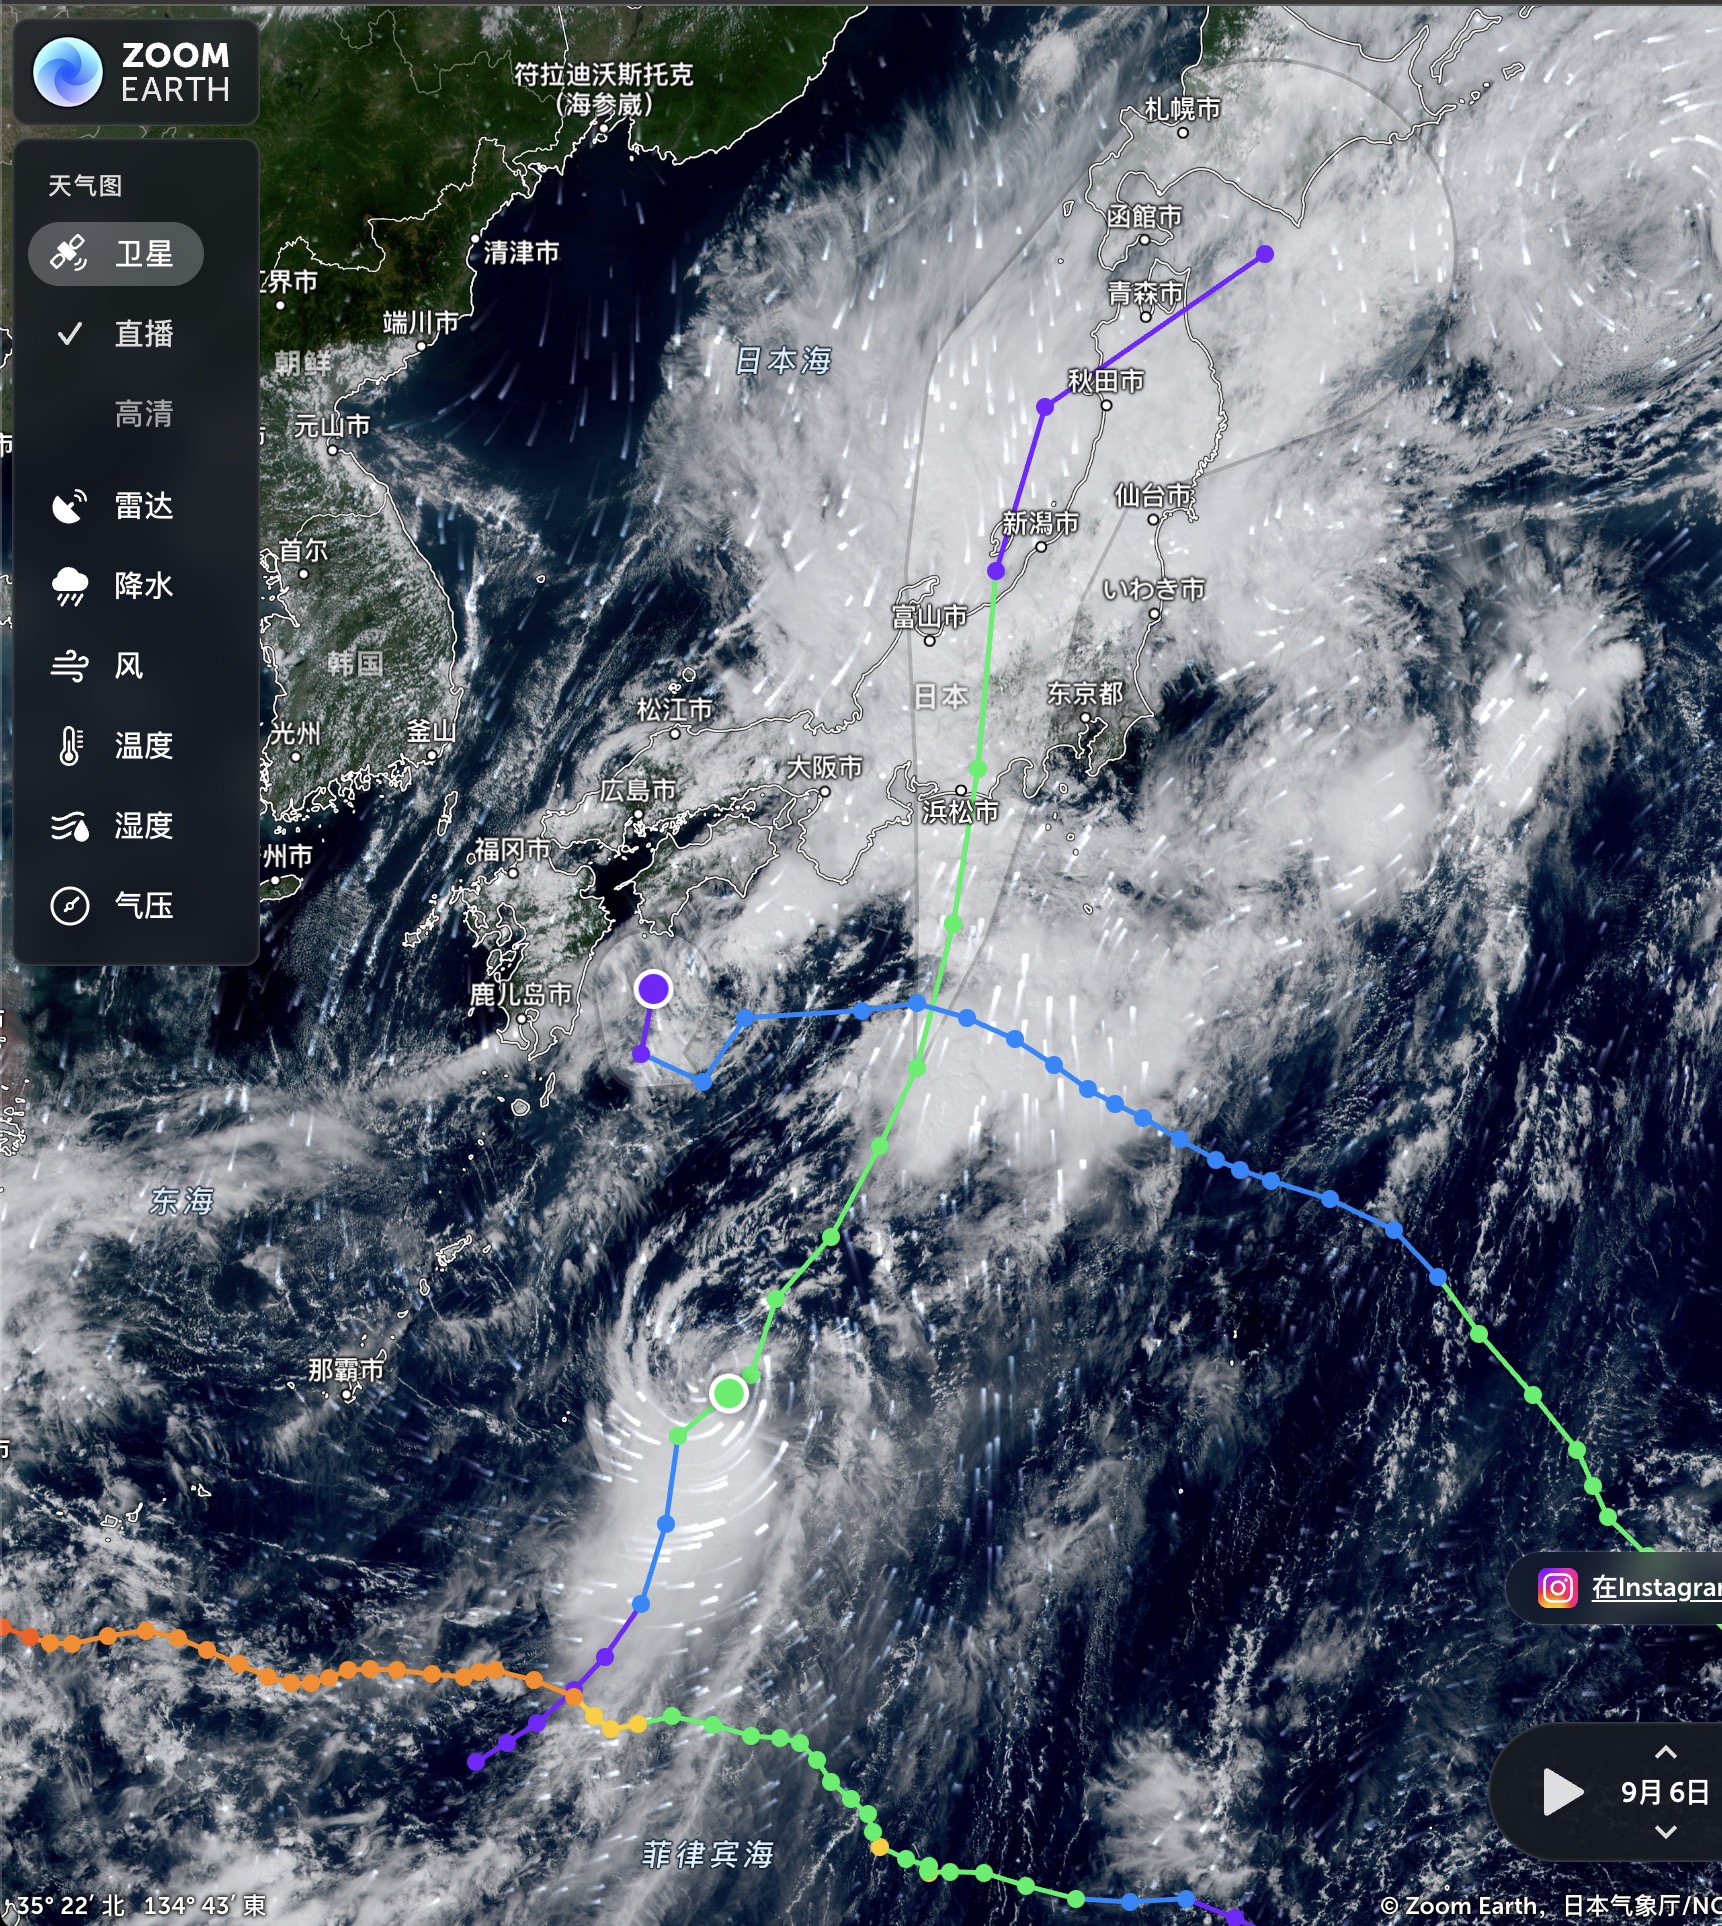 ZOOM
EARTH
天气图
卫星
直播
高清
雷达
降水
风
温度
湿度
气压
符拉迪沃斯托克
(海参崴)
札幌市
函館市
清津市
界市
青森市
端川市
日本海
朝鲜
秋田市
元山市
市
仙台市
新潟市
首尔
いわき市
富山市
韩国
日本
东京都
松江市
光州
釜山
大阪市
広島市
浜松市
福冈市
州市
鹿儿岛市
东海
那霸市
市
在Instagra
9月 6日
菲律宾海
35° 22′ 北 134° 43′ 東
© Zoom Earth，日本气象厅/NO